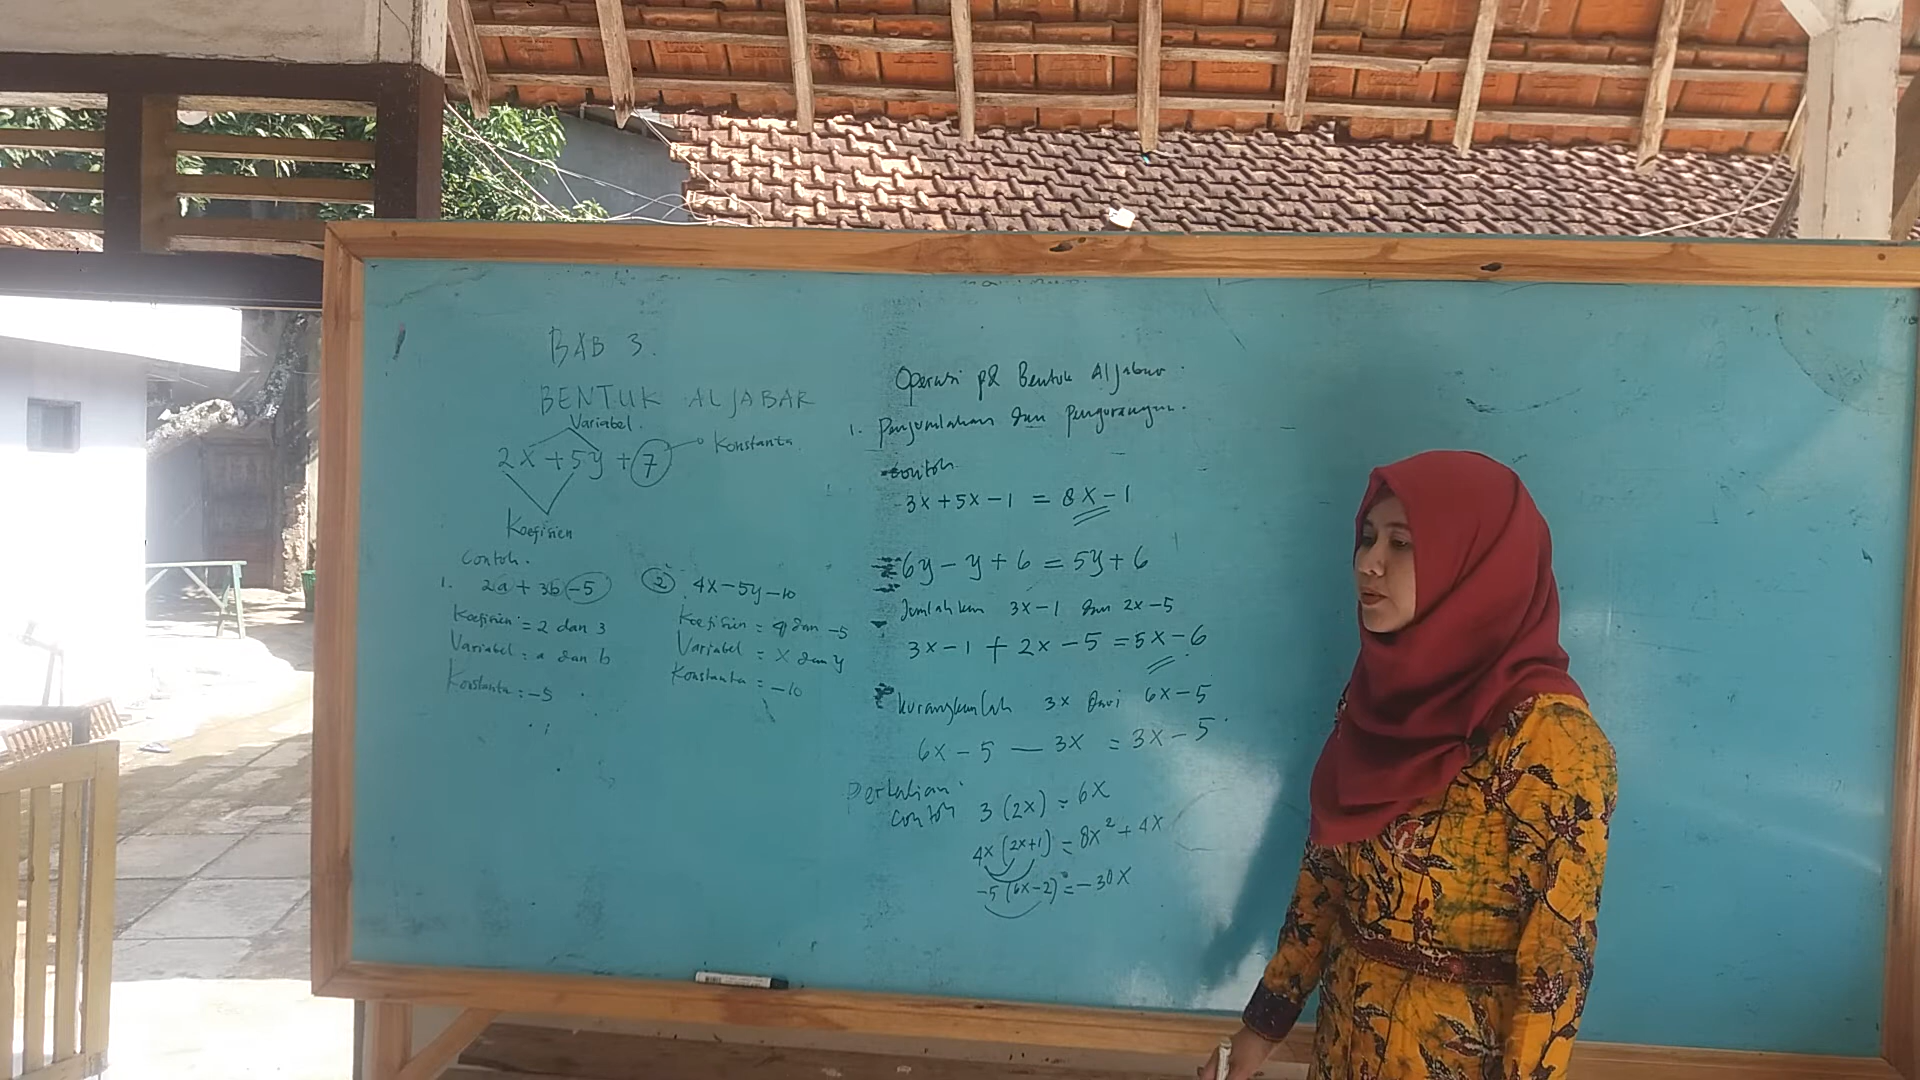 BAB 3.
BENTUK ALJABAR
Variabel.
2x + 5y + 7
Konstanta
Koefisien
Contoh.
1. 2a + 3b - 5
Koefisien = 2 dan 3
Variabel = a dan b
Konstanta = -5
2 4x - 5y - 10
Koefisien = 4 dan -5
Variabel = x dan y
Konstanta = -10
Operasi pd Bentuk Aljabar.
1. Penjumlahan dan Pengurangan.
Contoh
3x + 5x - 1 = 8x - 1
6y - y + 6 = 5y + 6
Jumlahkan 3x - 1 dan 2x - 5
3x - 1 + 2x - 5 = 5x - 6
Kurangkanlah 3x dari 6x - 5
6x - 5 - 3x = 3x - 5
Perkalian.
Contoh 3 (2x) = 6x
4x (2x+1) = 8x² + 4x
-5 (6x-2) = -30x